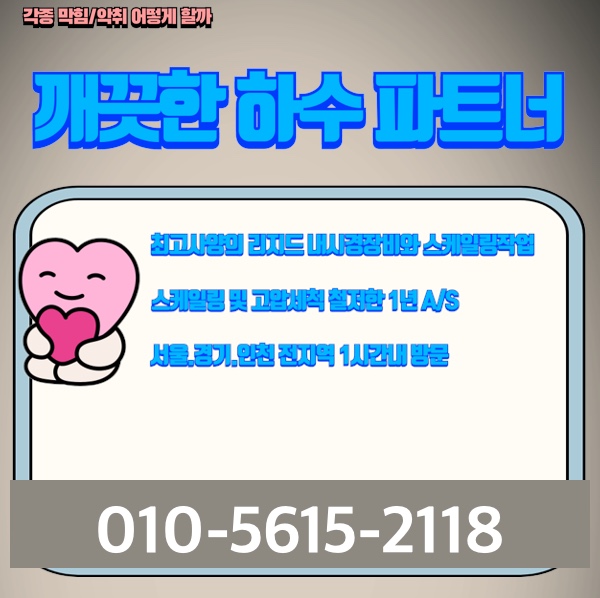 각종 막힘/악취 어떻게 할까
깨끗한 하수 파트너
최고사양의 리지드 내시경장비와 스케일링작업
스케일링 및 고압세척 철저한 1년 A/S
서울,경기,인천 전지역 1시간내 방문
010-5615-2118